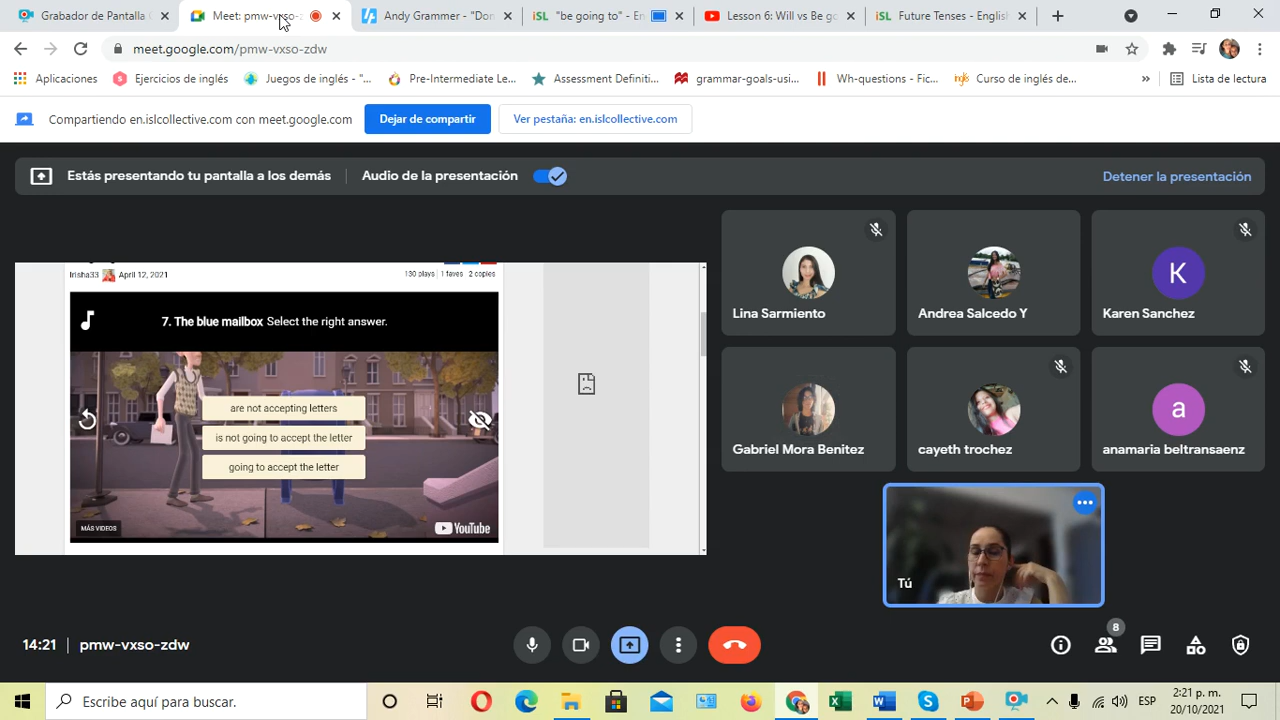 Grabador de Pantalla
Meet: pmw-vxso-z
Andy Grammer - "Don
"be going to" - En
Lesson 6: Will vs Be go
Future Tenses - English
meet.google.com/pmw-vxso-zdw
Aplicaciones
Ejercicios de inglés
Juegos de inglés - "...
Pre-Intermediate Le...
Assessment Definiti...
grammar-goals-usi...
Wh-questions - Fic...
Curso de inglés de...
»
Lista de lectura
Compartiendo en.islcollective.com con meet.google.com
Dejar de compartir
Ver pestaña: en.islcollective.com
Estás presentando tu pantalla a los demás
Audio de la presentación
Detener la presentación
Irisha33
April 12, 2021
130 plays
1 faves
2 copies
7. The blue mailbox Select the right answer.
are not accepting letters
is not going to accept the letter
going to accept the letter
MÁS VIDEOS
YouTube
Lina Sarmiento
Andrea Salcedo Y
K
Karen Sanchez
Gabriel Mora Benitez
cayeth trochez
a
anamaria beltransaenz
Tú
14:21 | pmw-vxso-zdw
8
Escribe aquí para buscar.
ESP
2:21 p. m.
20/10/2021